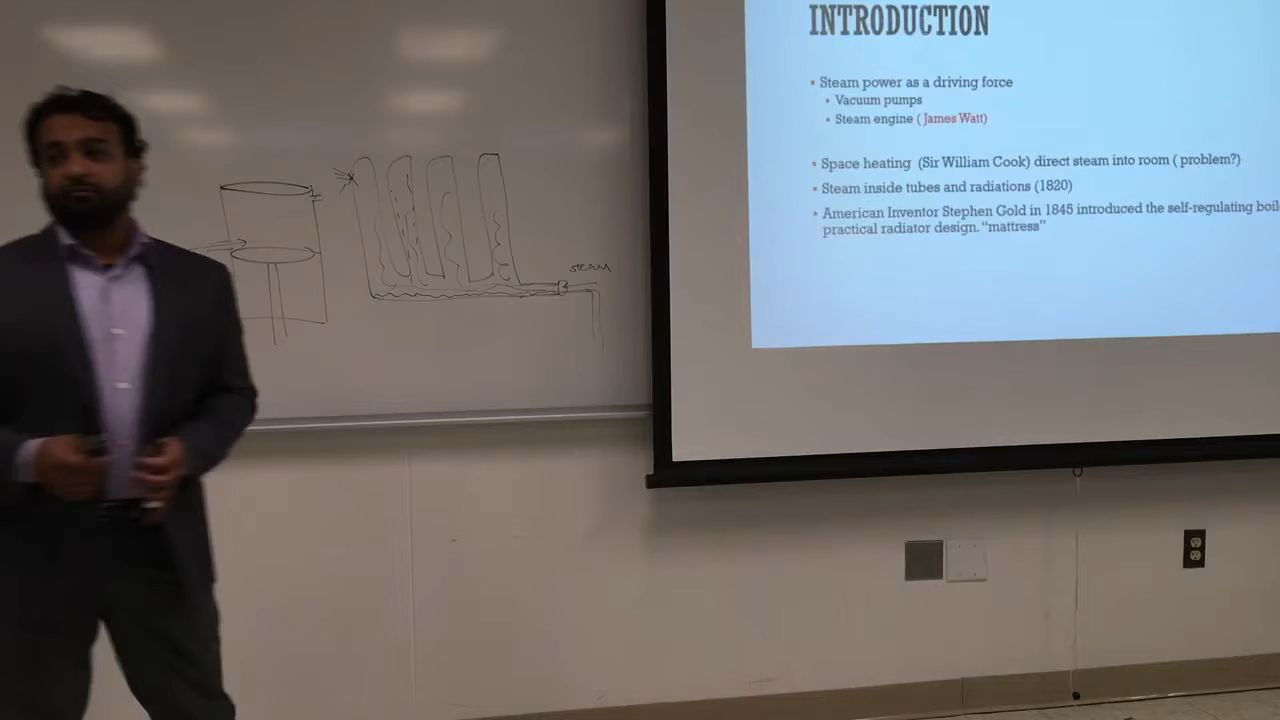 INTRODUCTION
Steam power as a driving force
Vacuum pumps
Steam engine ( James Watt)
Space heating (Sir William Cook) direct steam into room ( problem?)
Steam inside tubes and radiations (1820)
American Inventor Stephen Gold in 1845 introduced the self-regulating boil
practical radiator design. “mattress”
STEAM